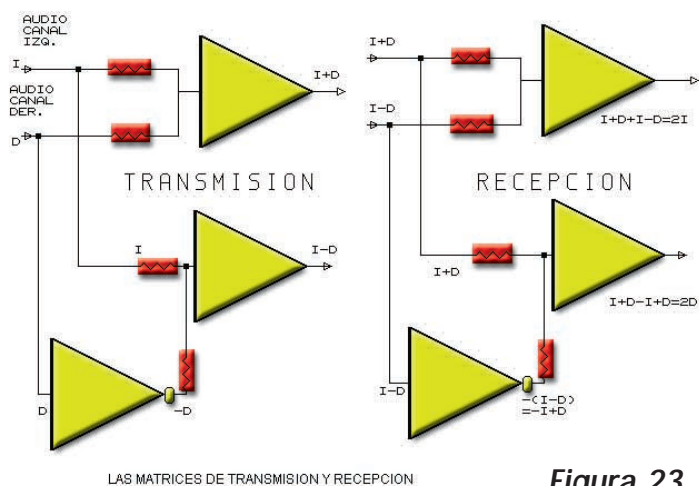 AUDIO
CANAL
IZQ.
I
AUDIO
CANAL
DER.
D
I+D
TRANSMISION
I
I-D
D
-D
I+D
I-D
I+D+I-D=2I
RECEPCION
I+D
I+D-I+D=2D
I-D
-(I-D)
=-I+D
LAS MATRICES DE TRANSMISION Y RECEPCION
Figura 23